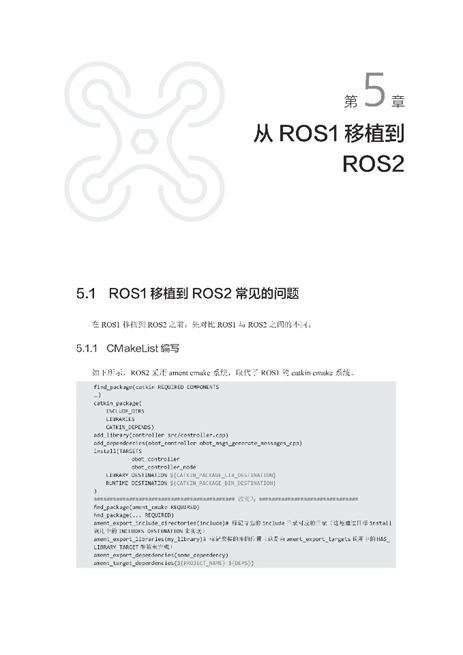 第5章
从 ROS1 移植到
ROS2
5.1 ROS1 移植到 ROS2 常见的问题
在 ROS1 移植到 ROS2 之前，先对比 ROS1 与 ROS2 之间的不同。
5.1.1 CMakeList 编写
如下所示，ROS2 采用 ament cmake 系统，取代了 ROS1 的 catkin cmake 系统。
find_package(catkin REQUIRED COMPONENTS
…)
catkin_package(
INCLUDE_DIRS
LIBRARIES
CATKIN_DEPENDS)
add_library(controller src/controller.cpp)
add_dependencies(obot_controller obot_msgs_generate_messages_cpp)
install(TARGETS
obot_controller
obot_controller_node
LIBRARY DESTINATION ${CATKIN_PACKAGE_LIB_DESTINATION}
RUNTIME DESTINATION ${CATKIN_PACKAGE_BIN_DESTINATION}
)
改变为
find_package(ament_cmake REQUIRED)
find_package(... REQUIRED)
ament_export_include_directories(include)# 标记导出的 include 目录对应的目录（这是通过目标 install
调用中的 INCLUDES DESTINATION 来实现）
ament_export_libraries(my_library)# 标记安装的库的位置（这是由 ament_export_targets 调用中的 HAS_
LIBRARY_TARGET 参数来完成）
ament_export_dependencies(some_dependency)
ament_target_dependencies(${PROJECT_NAME} ${DEPS})